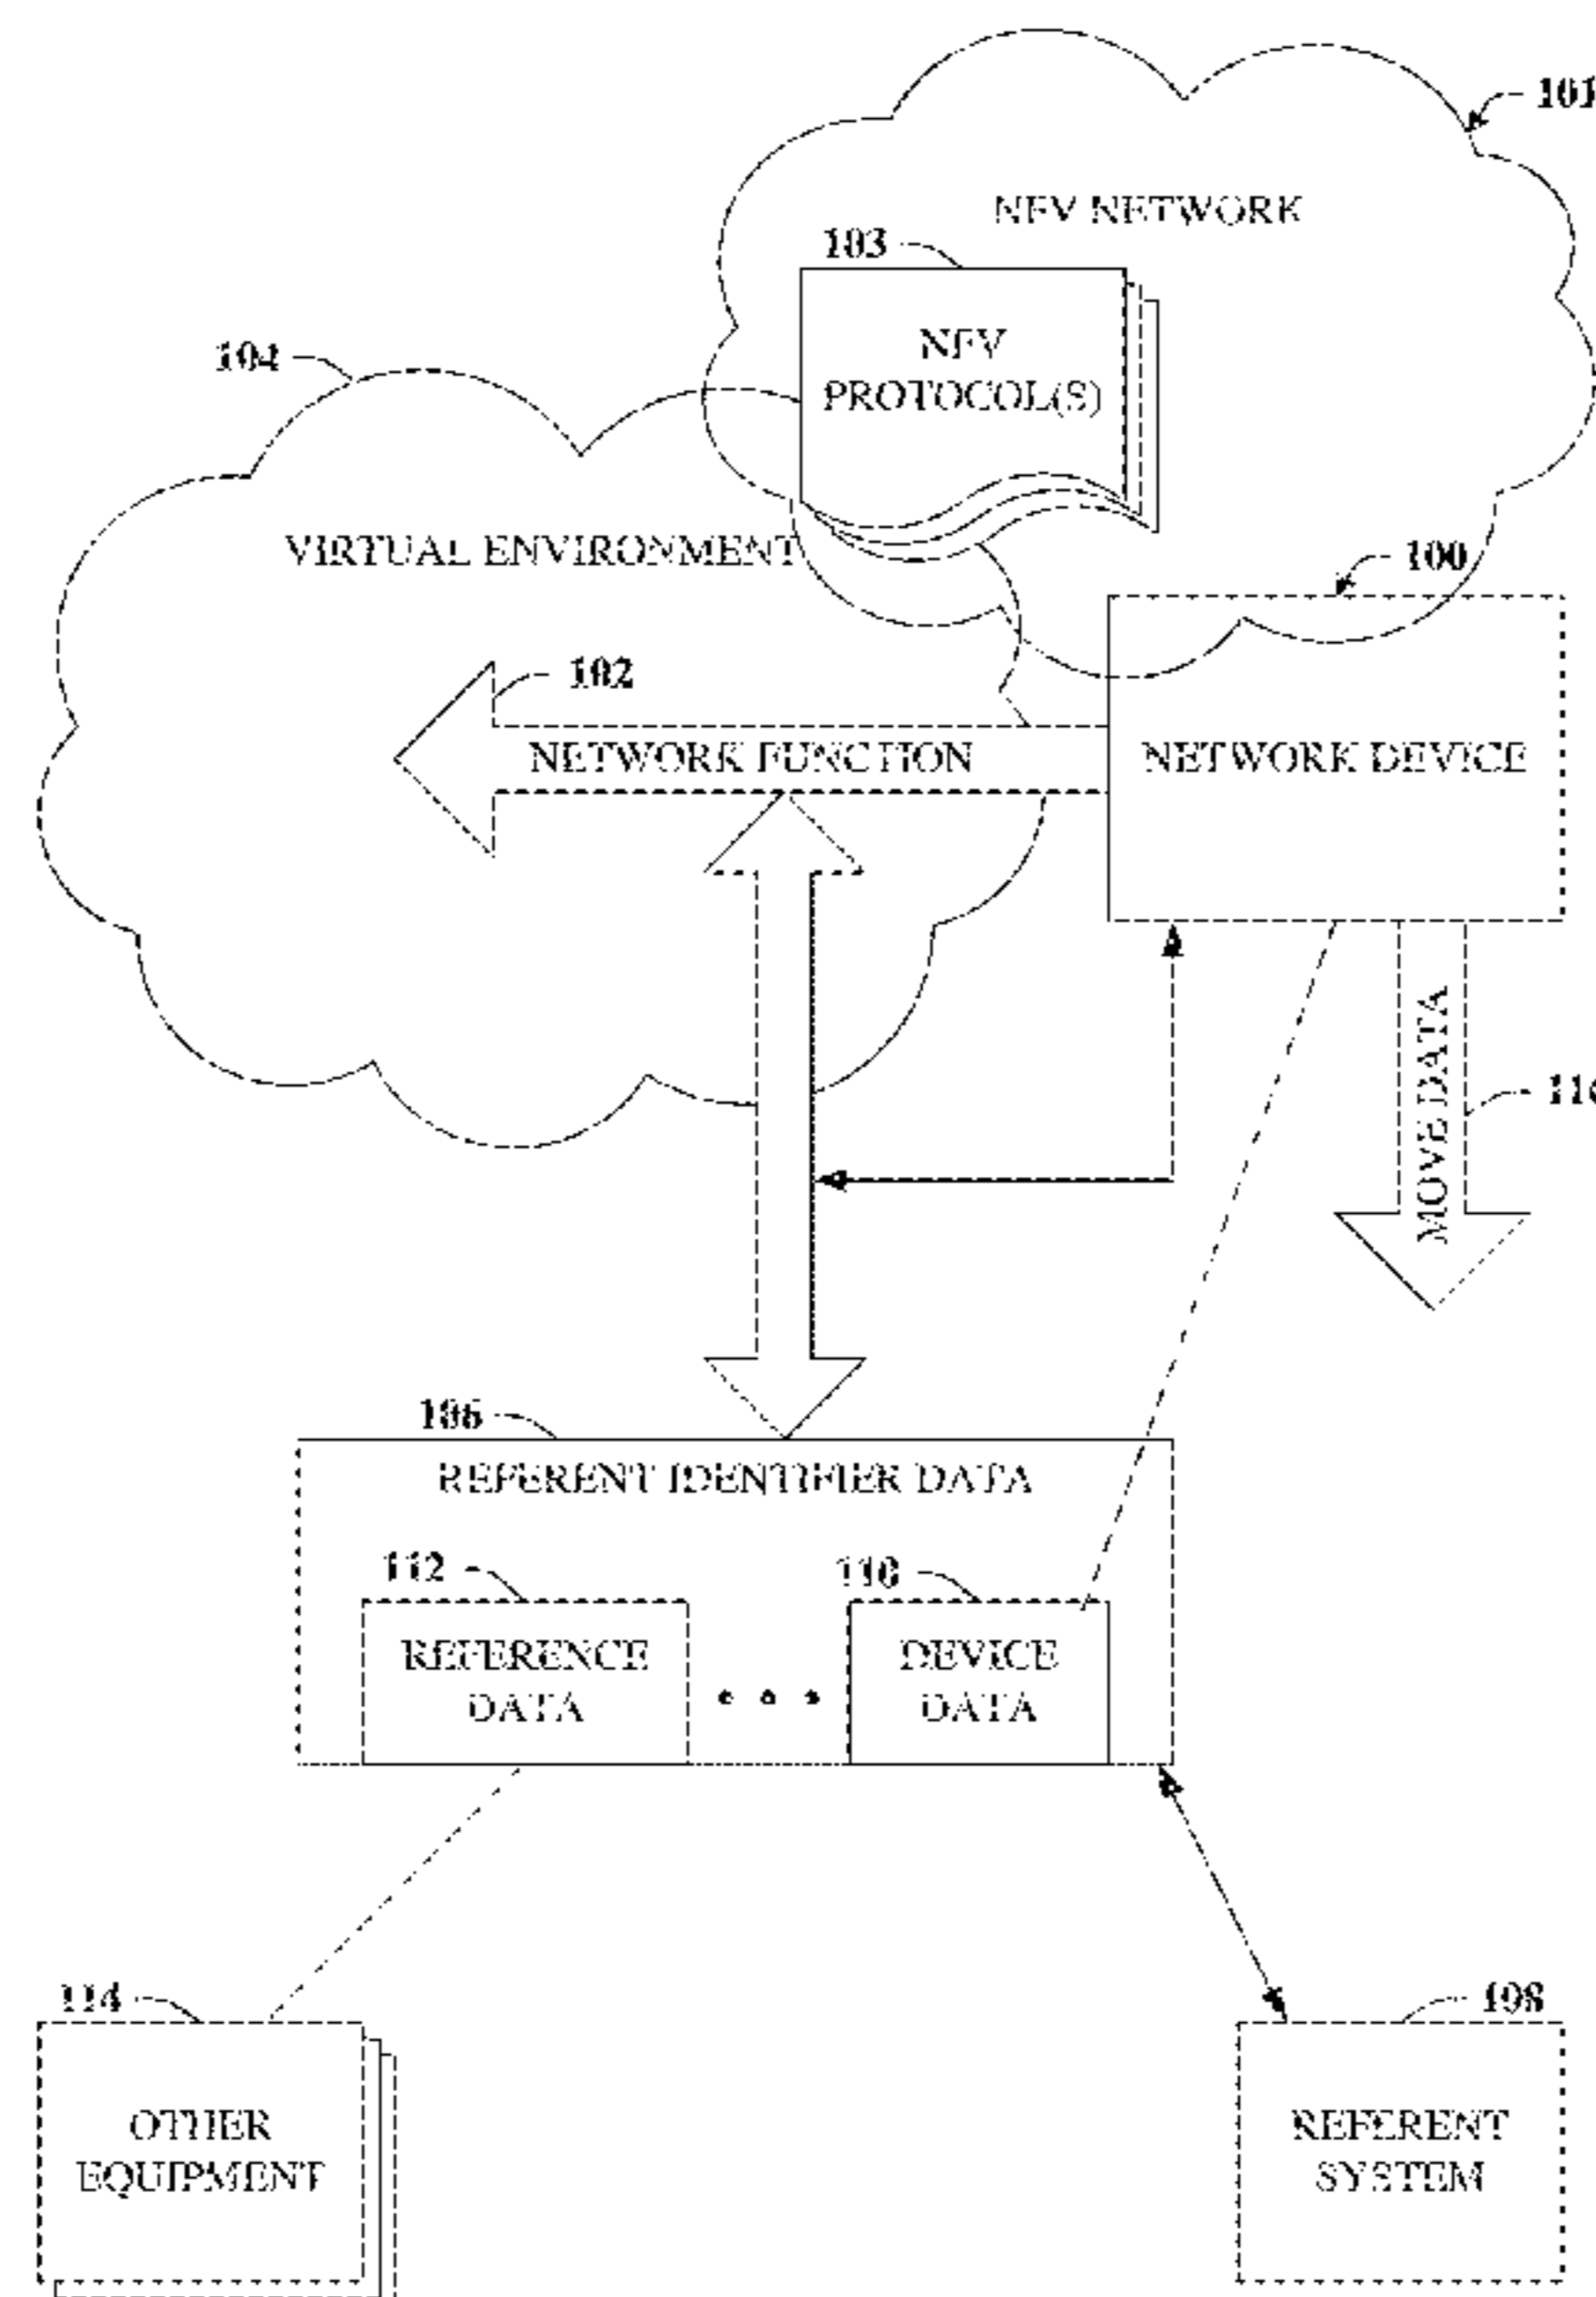 101
NFV NETWORK
103
NFV
PROTOCOL(S)
104
VIRTUAL ENVIRONMENT
100
102
NETWORK FUNCTION
NETWORK DEVICE
MOVE DATA
106
REFERENT IDENTIFIER DATA
112
110
REFERENCE
DATA
DEVICE
DATA
114
108
OTHER
EQUIPMENT
REFERENT
SYSTEM